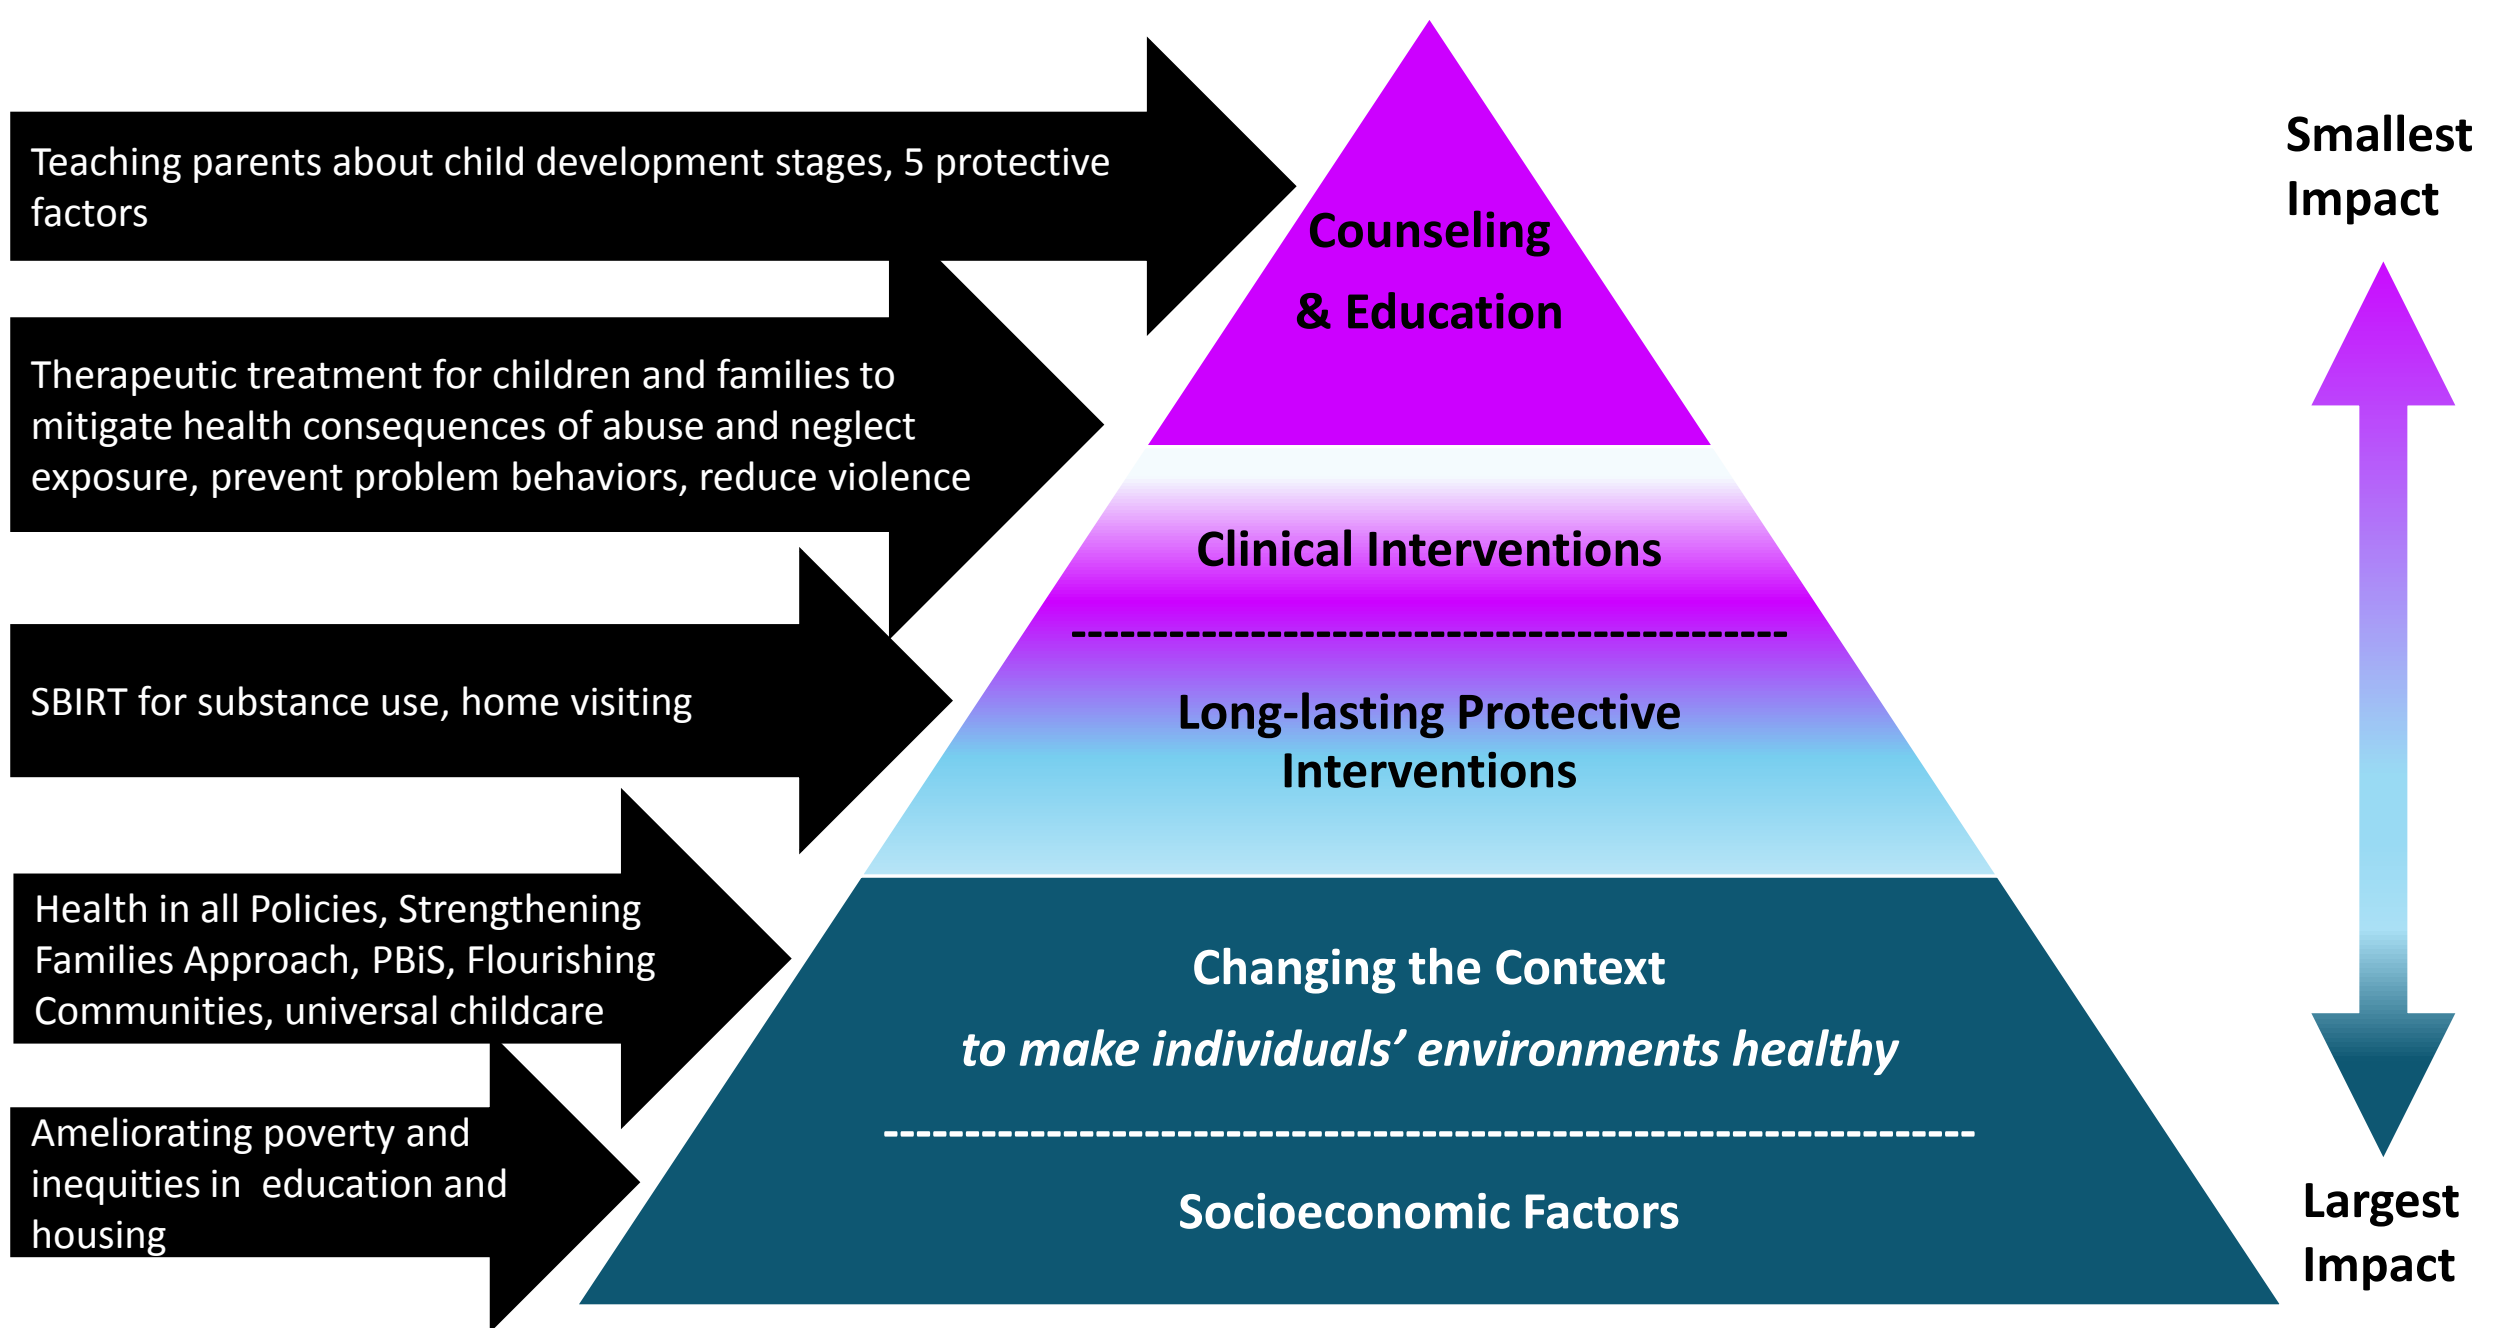 Teaching parents about child development stages, 5 protective
factors
Therapeutic treatment for children and families to
mitigate health consequences of abuse and neglect
exposure, prevent problem behaviors, reduce violence
SBIRT for substance use, home visiting
Health in all Policies, Strengthening
Families Approach, PBiS, Flourishing
Communities, universal childcare
Ameliorating poverty and
inequities in  education and
housing
Counseling
& Education
Clinical Interventions
Long-lasting Protective
Interventions
Changing the Context
to make individuals’ environments healthy
Socioeconomic Factors
Smallest
Impact
Largest
Impact